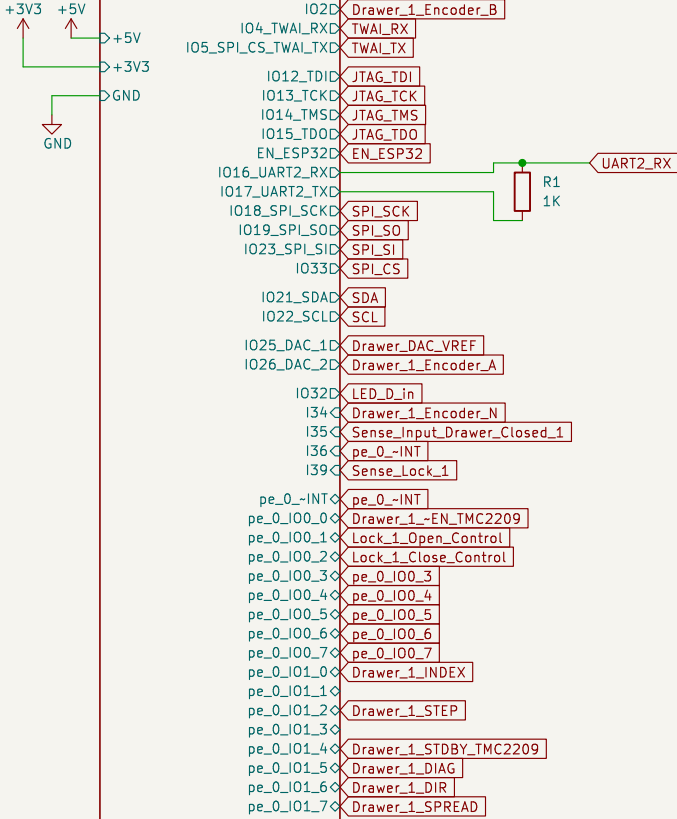 +3V3 +5V
IO2 Drawer_1_Encoder_B
IO4_TWAI_RX TWAI_RX
+5V IO5_SPI_CS_TWAI_TX TWAI_TX
+3V3
IO12_TDI JTAG_TDI
GND IO13_TCK JTAG_TCK
IO14_TMS JTAG_TMS
IO15_TDO JTAG_TDO
GND
EN_ESP32 EN_ESP32
UART2_RX
IO16_UART2_RX
R1
IO17_UART2_TX
1K
IO18_SPI_SCK SPI_SCK
IO19_SPI_SO SPI_SO
IO23_SPI_SI SPI_SI
IO33 SPI_CS
IO21_SDA SDA
IO22_SCL SCL
IO25_DAC_1 Drawer_DAC_VREF
IO26_DAC_2 Drawer_1_Encoder_A
IO32 LED_D_in
I34 Drawer_1_Encoder_N
I35 Sense_Input_Drawer_Closed_1
I36 pe_0_~INT
I39 Sense_Lock_1
pe_0_~INT pe_0_~INT
pe_0_IO0_0 Drawer_1_~EN_TMC2209
pe_0_IO0_1 Lock_1_Open_Control
pe_0_IO0_2 Lock_1_Close_Control
pe_0_IO0_3 pe_0_IO0_3
pe_0_IO0_4 pe_0_IO0_4
pe_0_IO0_5 pe_0_IO0_5
pe_0_IO0_6 pe_0_IO0_6
pe_0_IO0_7 pe_0_IO0_7
pe_0_IO1_0 Drawer_1_INDEX
pe_0_IO1_1
pe_0_IO1_2 Drawer_1_STEP
pe_0_IO1_3
pe_0_IO1_4 Drawer_1_STDBY_TMC2209
pe_0_IO1_5 Drawer_1_DIAG
pe_0_IO1_6 Drawer_1_DIR
pe_0_IO1_7 Drawer_1_SPREAD